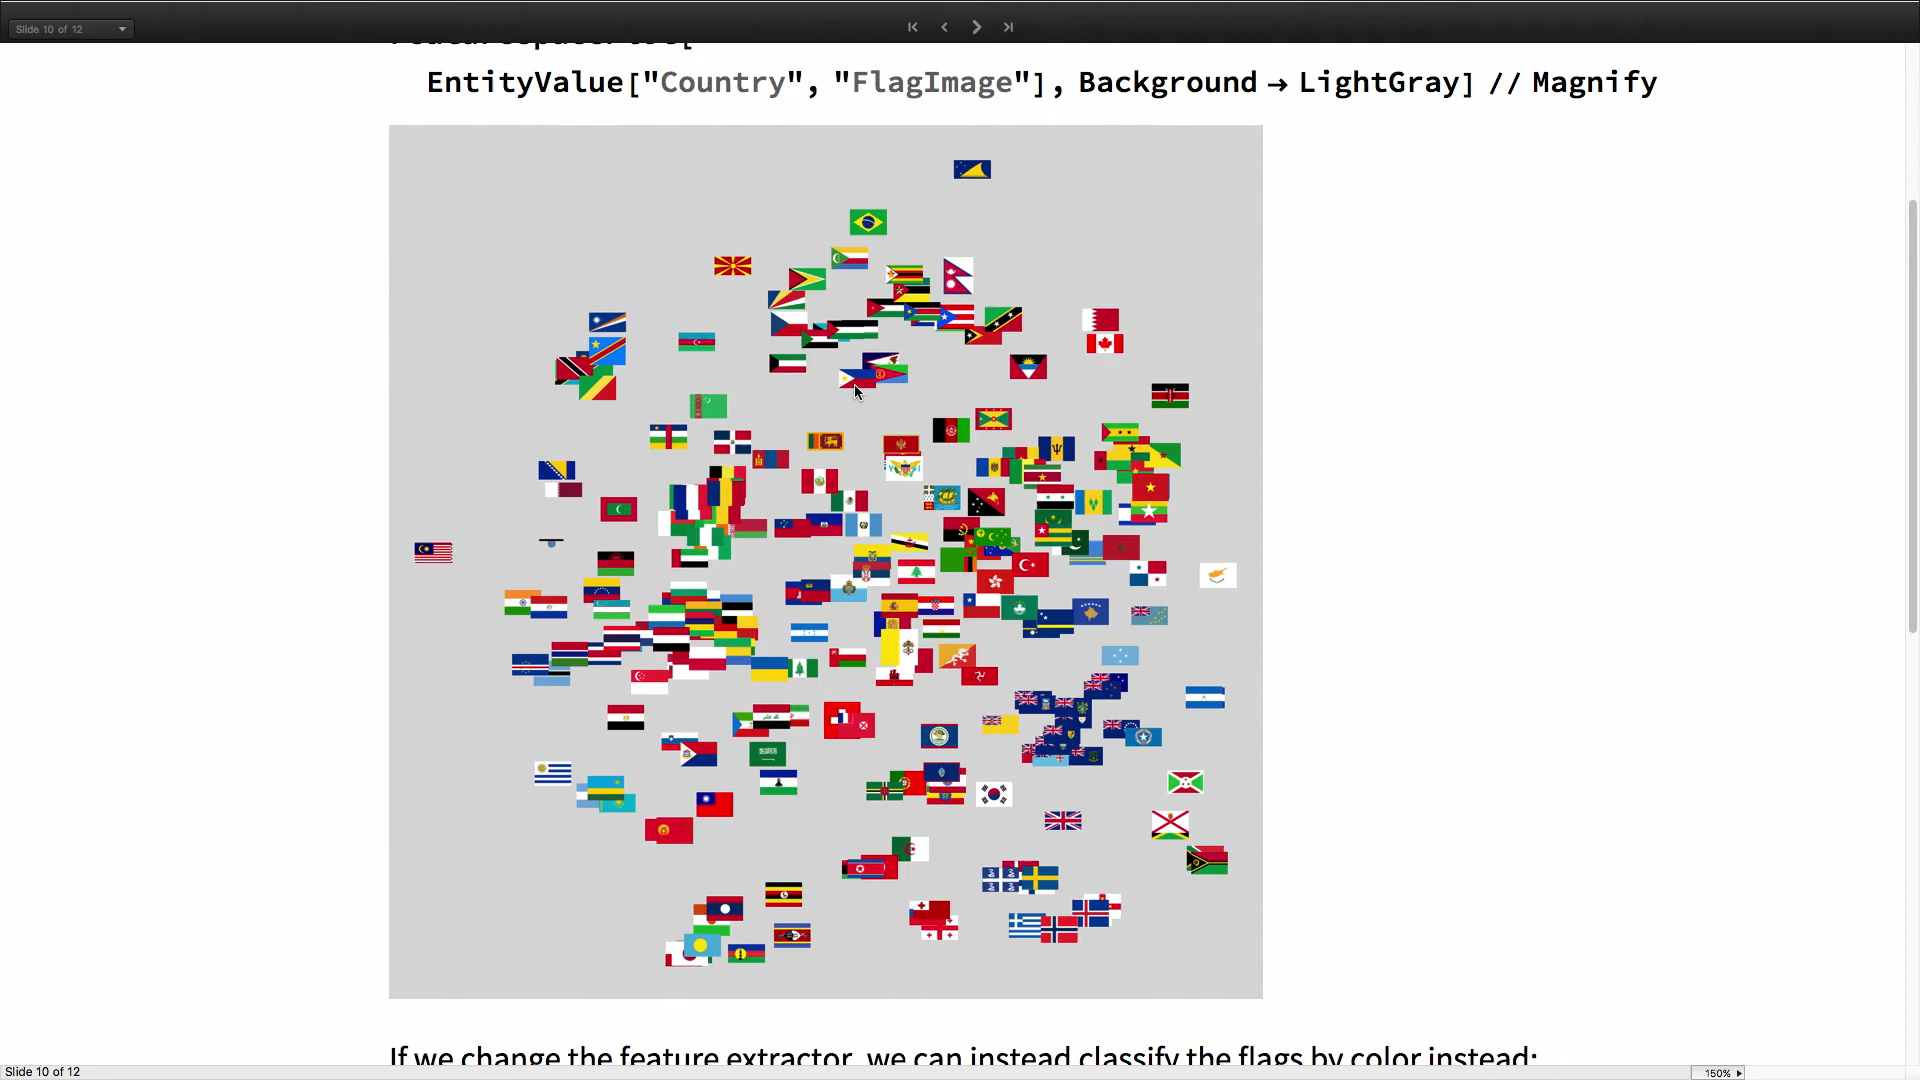 Slide 10 of 12
EntityValue["Country", "FlagImage"], Background → LightGray] // Magnify
If we change the feature extractor, we can instead classify the flags by color instead:
Slide 10 of 12
150%